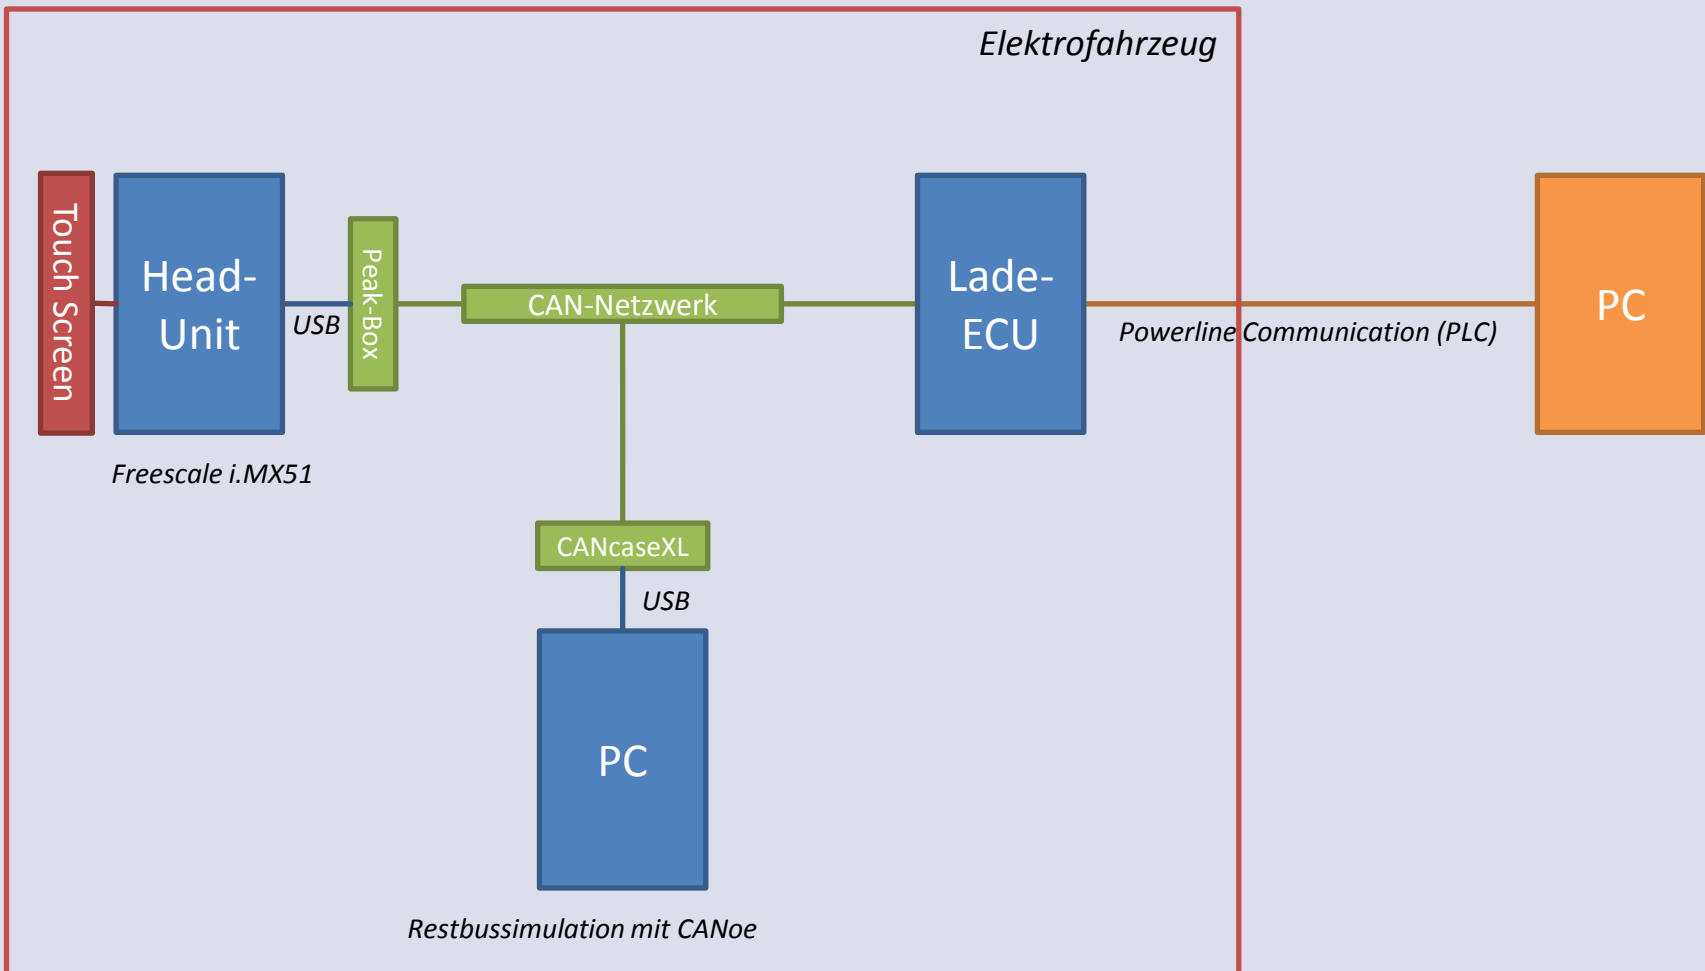 Elektrofahrzeug
Touch Screen
Head-
Unit
USB
Peak-Box
CAN-Netzwerk
Lade-
ECU
Powerline Communication (PLC)
PC
Freescale i.MX51
CANcaseXL
USB
PC
Restbussimulation mit CANoe